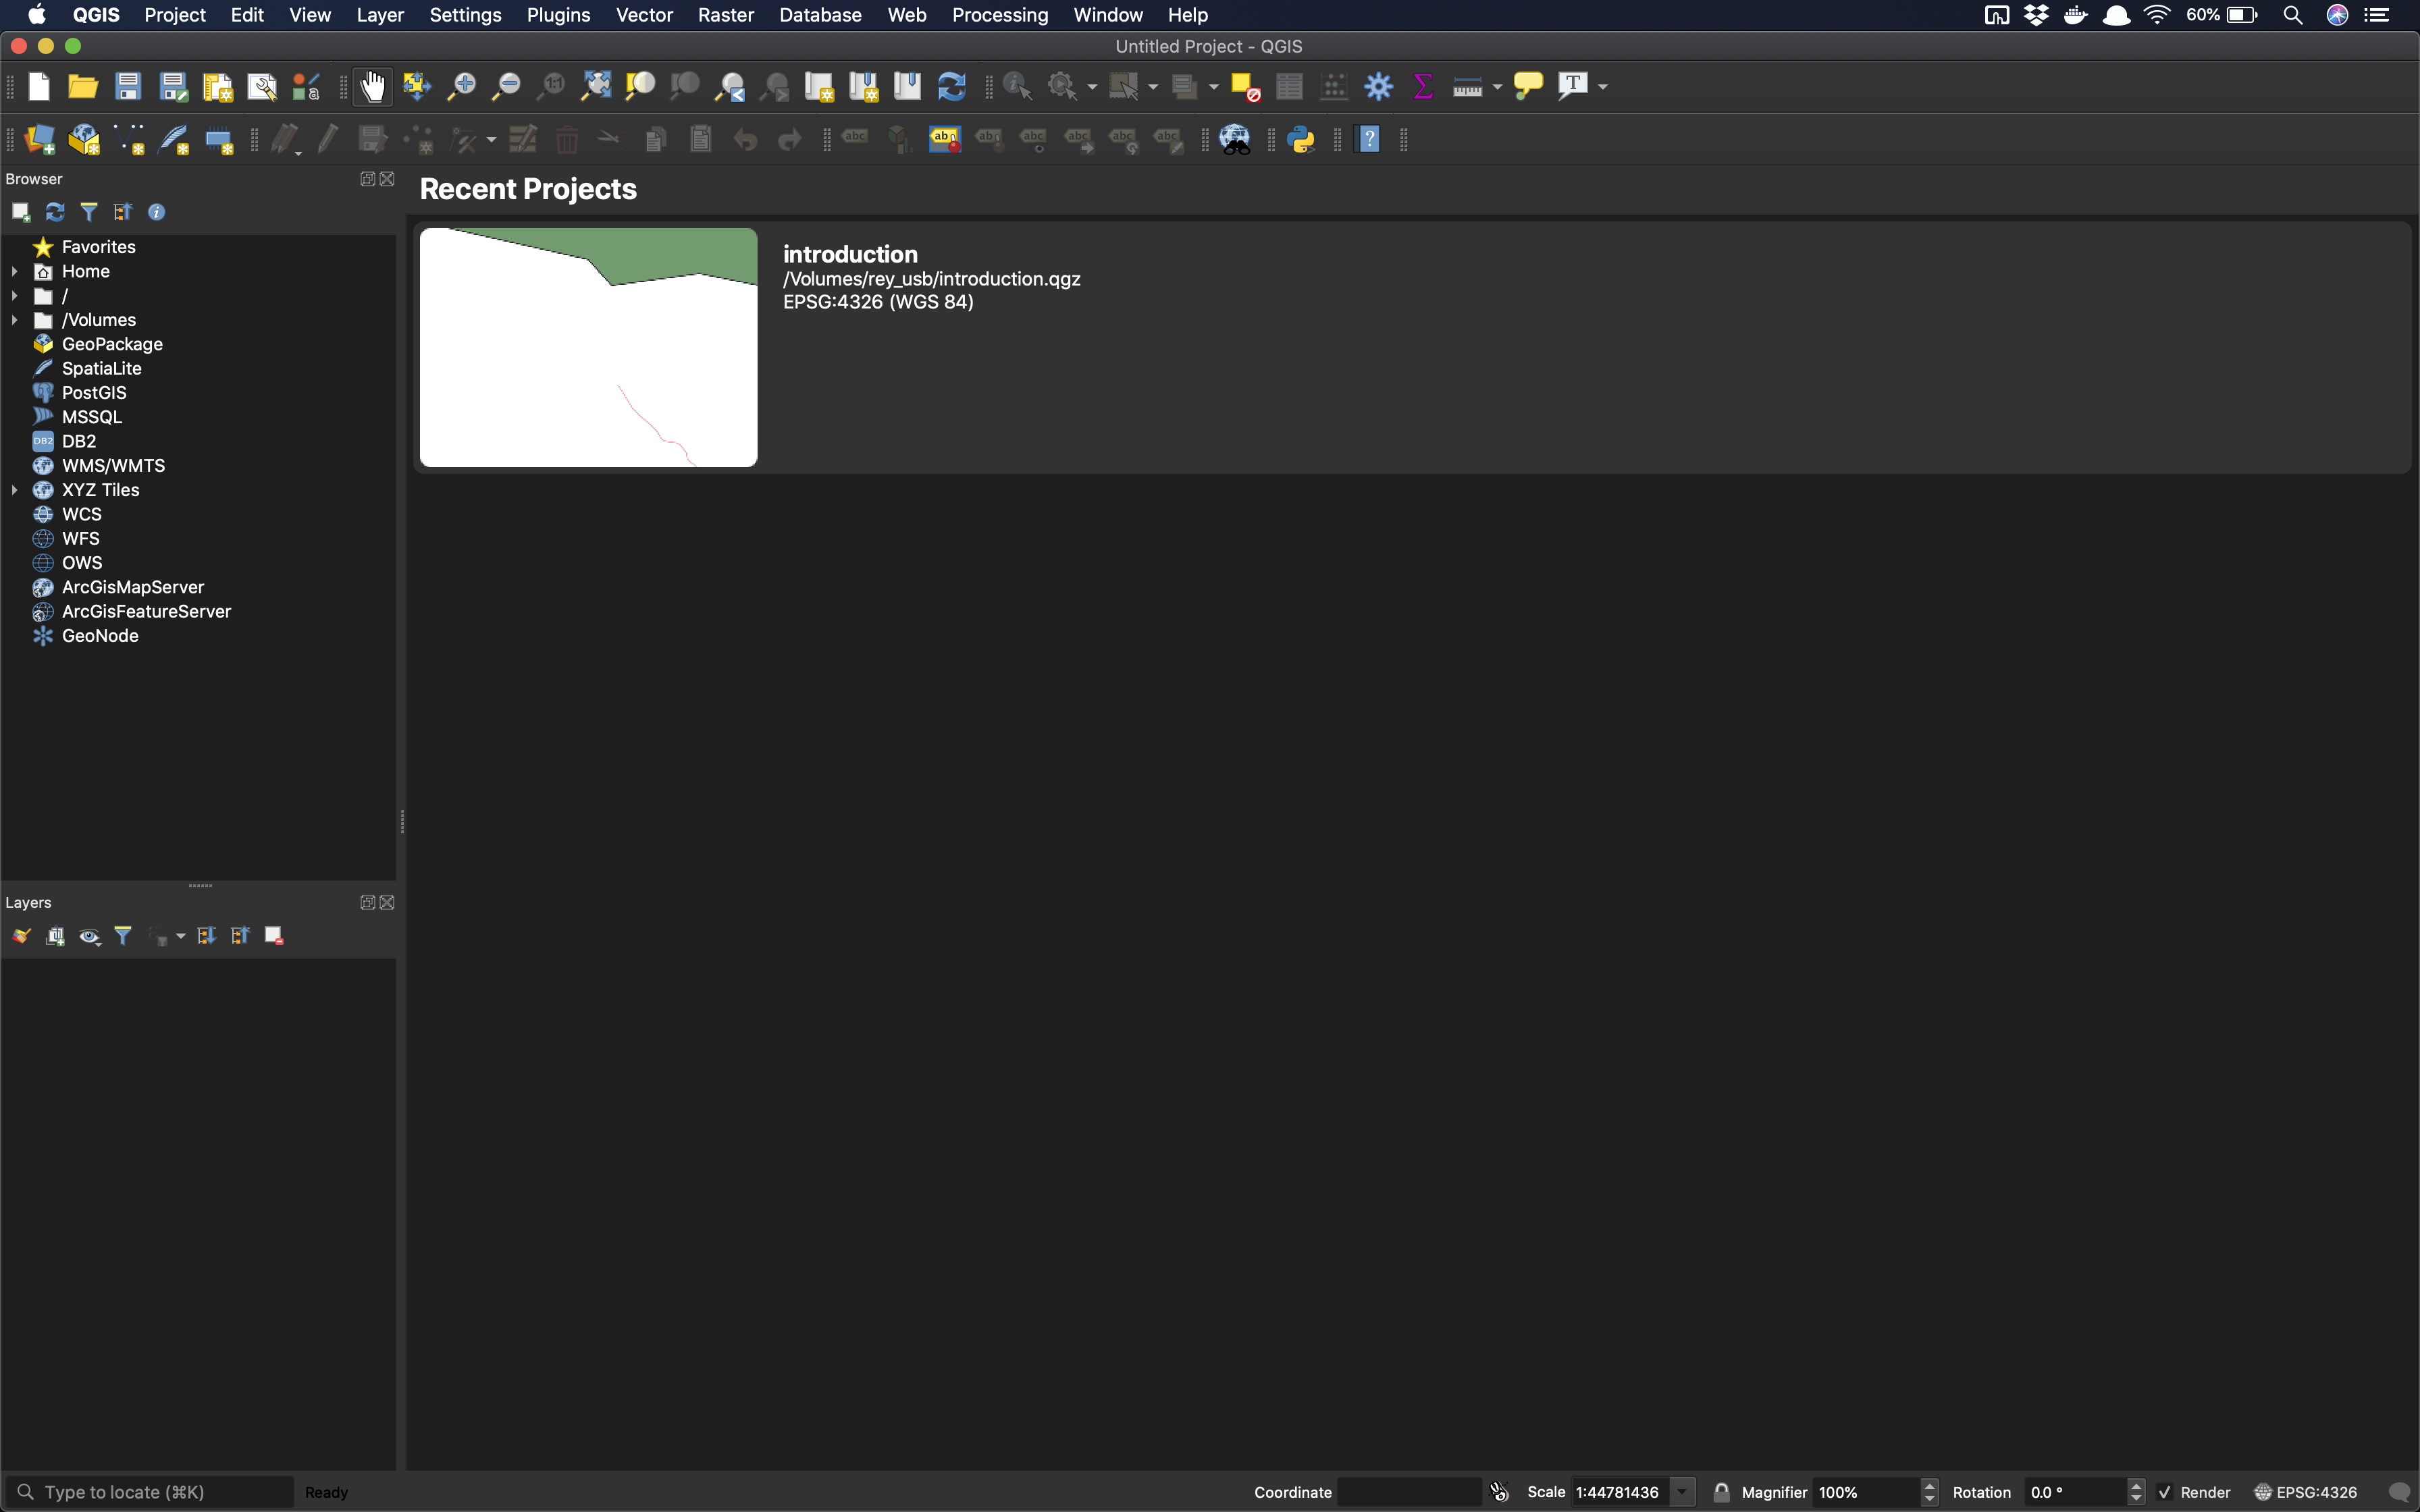 QGIS Project Edit View Layer Settings Plugins Vector Raster Database Web Processing Window Help 60%
Untitled Project - QGIS
Browser
Favorites
Home
/
/Volumes
GeoPackage
SpatiaLite
PostGIS
MSSQL
DB2 DB2
WMS/WMTS
XYZ Tiles
WCS
WFS
OWS
ArcGisMapServer
ArcGisFeatureServer
GeoNode
Recent Projects
introduction
/Volumes/rey_usb/introduction.qgz
EPSG:4326 (WGS 84)
Layers
Type to locate (⌘K) Ready Coordinate Scale 1:44781436 Magnifier 100% Rotation 0.0 ° Render EPSG:4326